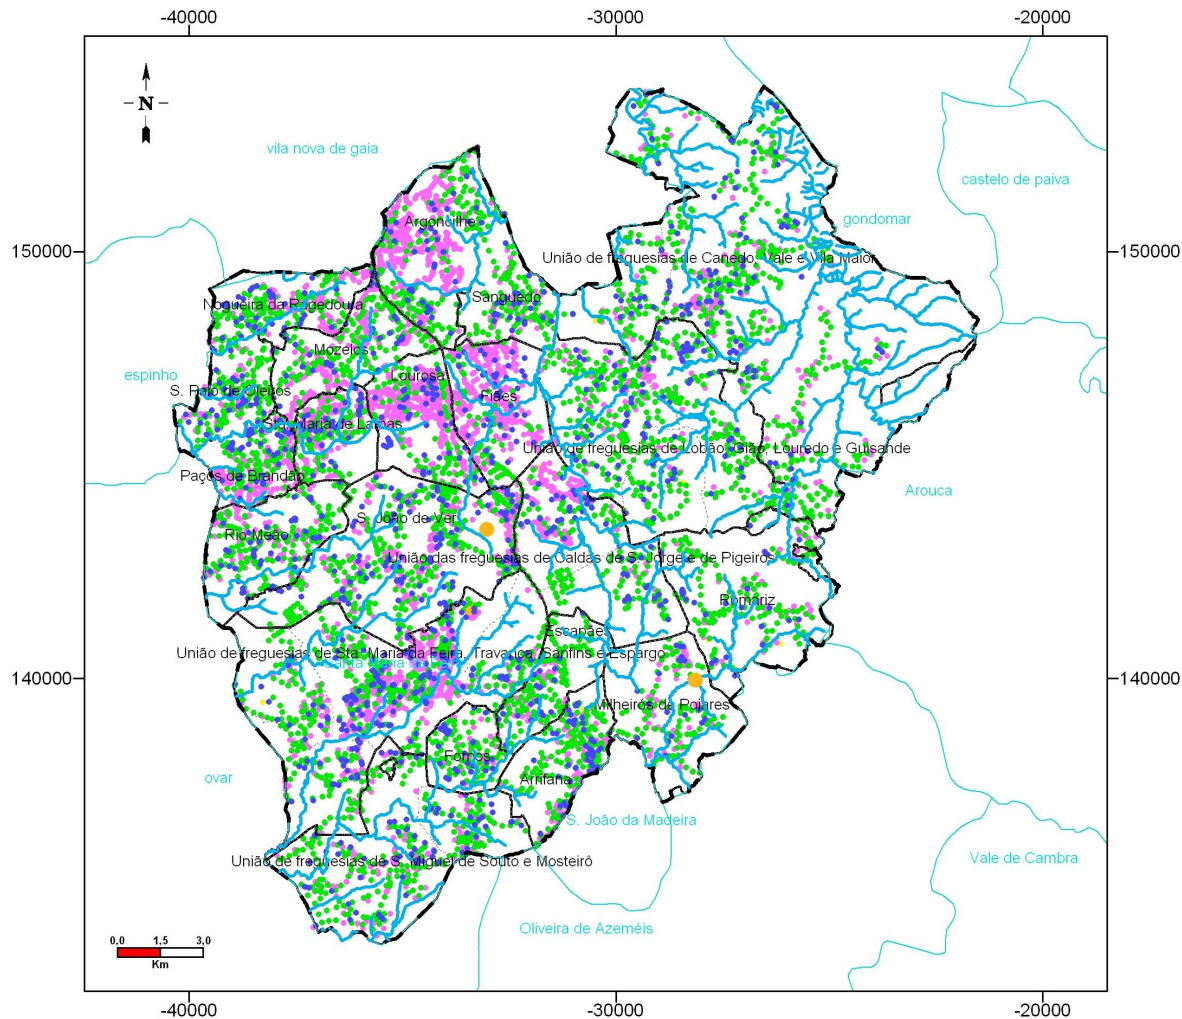 -40000 -30000 -20000
N
vila nova de gaia
castelo de paiva
Argoncilhe
gondomar
150000 150000
União de freguesias de Canedo, Vale e Vila Maior
Sanguedo
Nogueira da Regedoura
Mozelos
espinho
Lourosa
S. Paio de Oleiros
Fiães
Sta. Maria de Lamas
União de freguesias de Lobão, Gião, Louredo e Guisande
Paços de Brandão
Arouca
S. João de Ver
Rio Meão
União das freguesias de Caldas de S. Jorge e de Pigeiros
Romariz
Escapães
União de freguesias de Sta. Maria da Feira, Travanca, Sanfins e Espargo
140000 140000
Milheirós de Poiares
Fornos
ovar
Arrifana
S. João da Madeira
Vale de Cambra
União de freguesias de S. Miguel de Souto e Mosteirô
Oliveira de Azeméis
0,0 1,5 3,0
Km
-40000 -30000 -20000